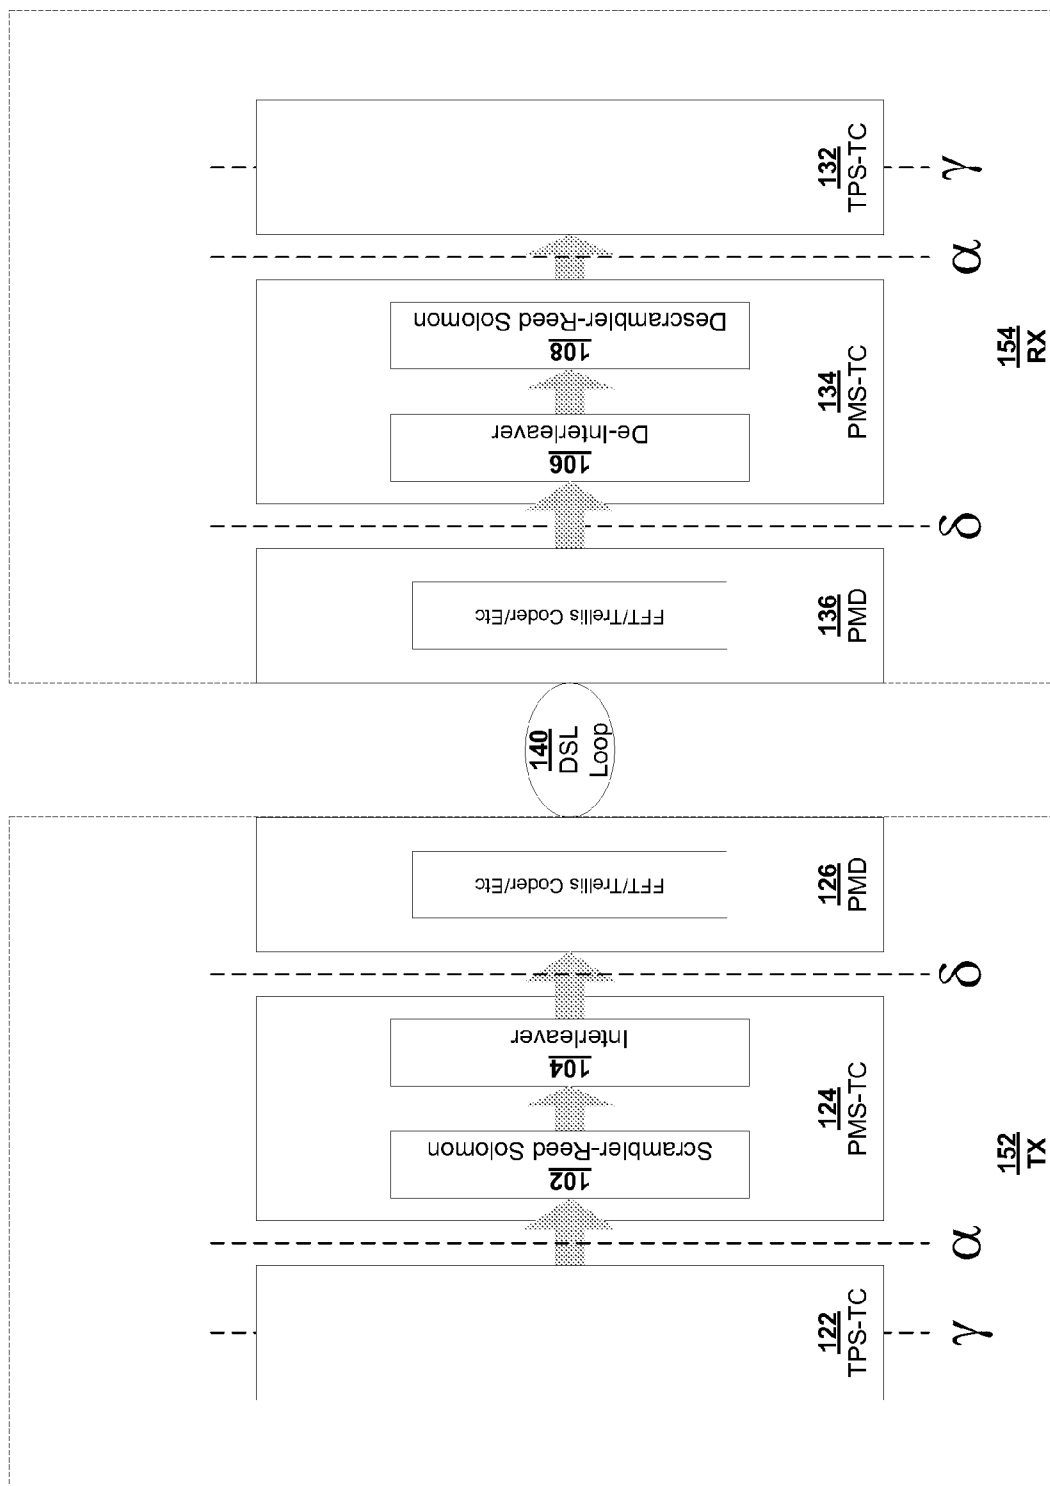 132
TPS-TC
γ
α
108
Descrambler-Reed Solomon
106
De-Interleaver
134
PMS-TC
154
RX
δ
FFT/Trellis Coder/Etc
136
PMD
140
DSL
Loop
FFT/Trellis Coder/Etc
126
PMD
δ
104
Interleaver
102
Scrambler-Reed Solomon
124
PMS-TC
152
TX
α
122
TPS-TC
γ